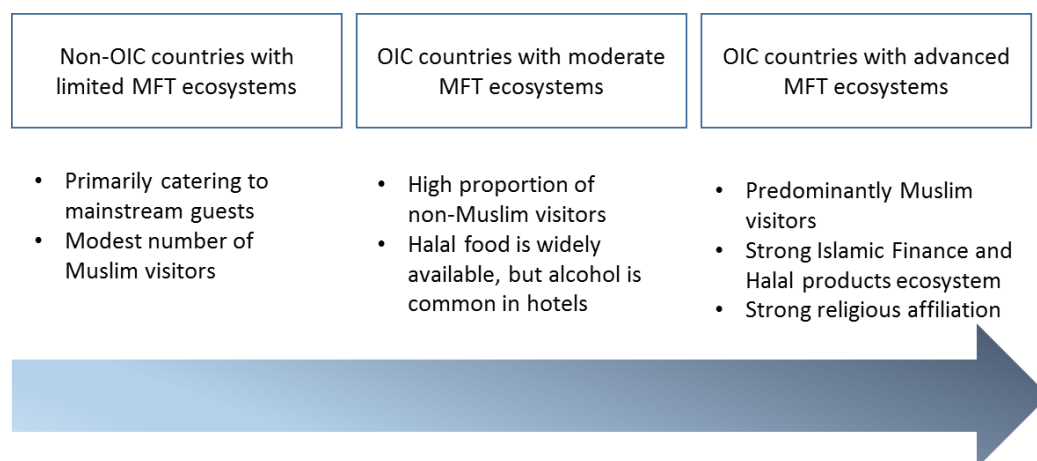 Non-OIC countries with
limited MFT ecosystems
OIC countries with moderate
MFT ecosystems
OIC countries with advanced
MFT ecosystems
• Primarily catering to
mainstream guests
• Modest number of
Muslim visitors
• High proportion of
non-Muslim visitors
• Halal food is widely
available, but alcohol is
common in hotels
• Predominantly Muslim
visitors
• Strong Islamic Finance and
Halal products ecosystem
• Strong religious affiliation